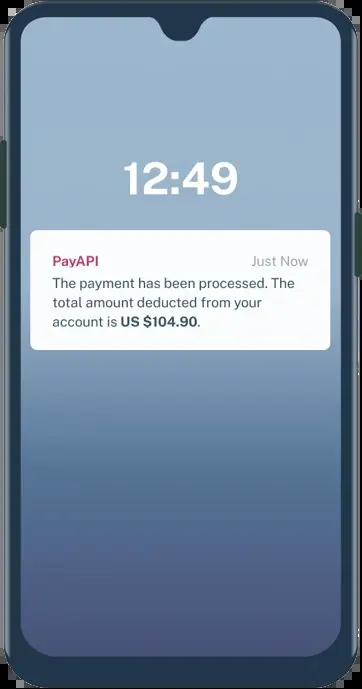 12:49
PayAPI Just Now
The payment has been processed. The
total amount deducted from your
account is US $104.90.